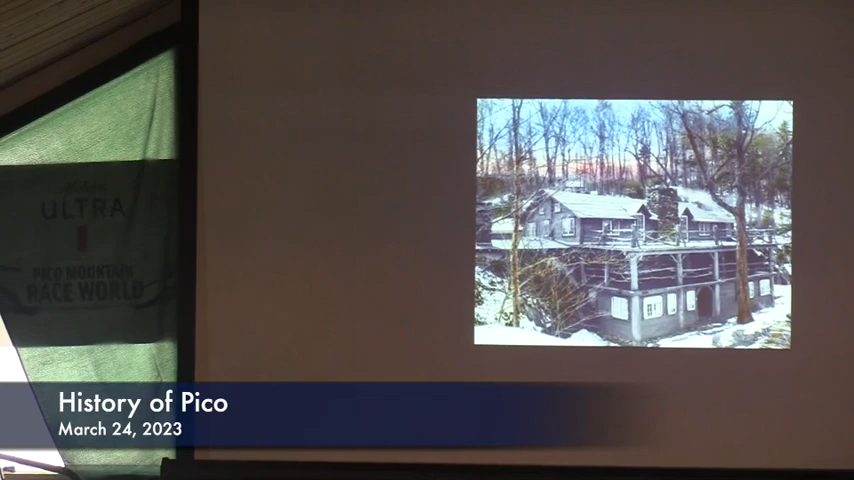 ULTRA
PICO MOUNTAIN
RACE WORLD
History of Pico
March 24, 2023